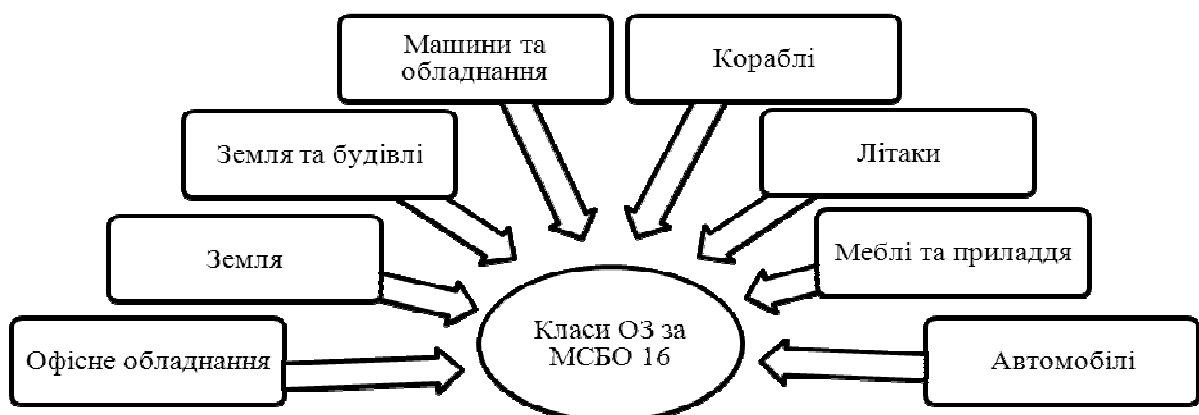 Машини та
обладнання
Кораблі
Земля та будівлі
Літаки
Земля
Меблі та приладдя
Офісне обладнання
Класи ОЗ за
МСБО 16
Автомобілі